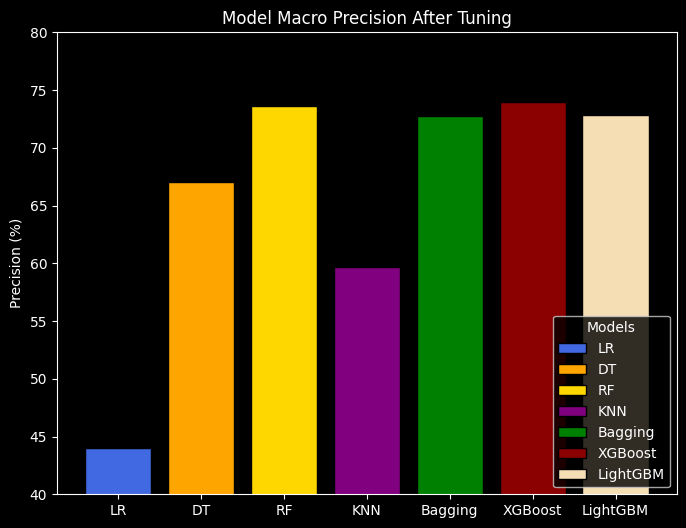 Model Macro Precision After Tuning
Precision (%)
80
75
70
65
60
55
50
45
40
LR
DT
RF
KNN
Bagging
XGBoost
LightGBM
Models
LR
DT
RF
KNN
Bagging
XGBoost
LightGBM